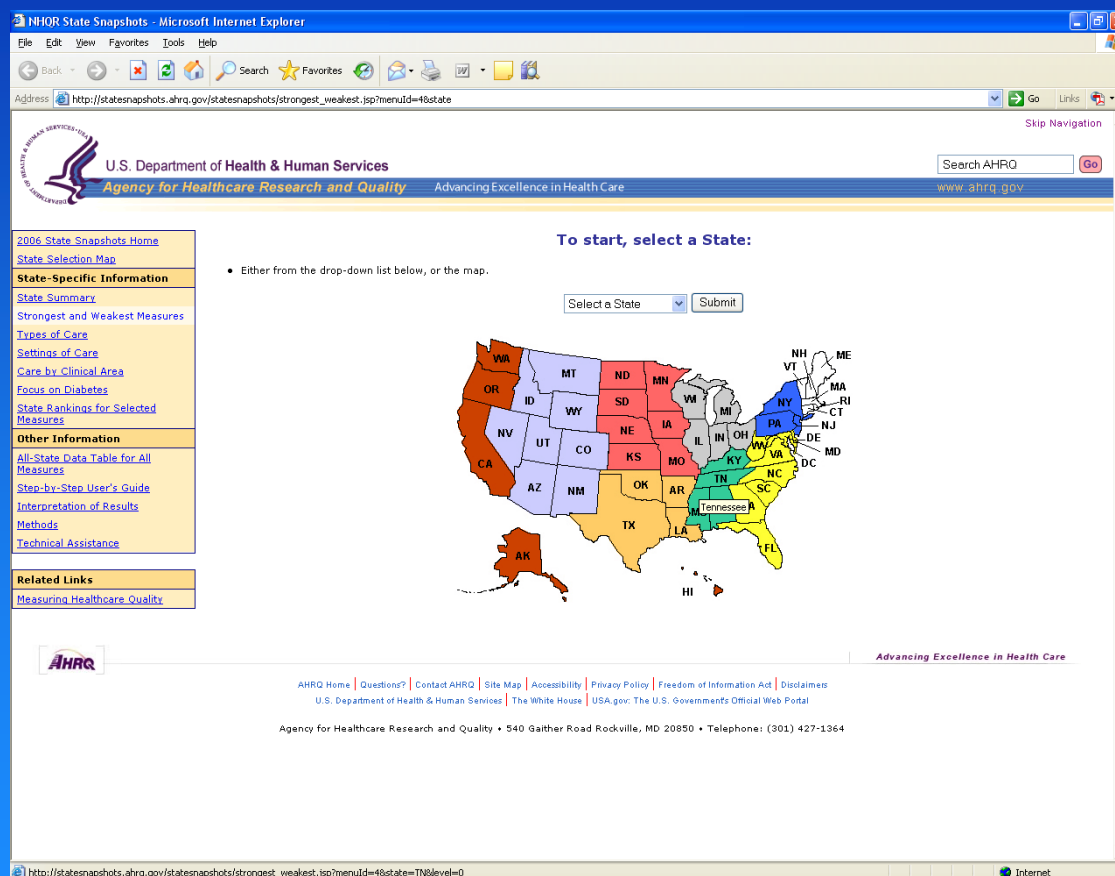 NHQR State Snapshots - Microsoft Internet Explorer
File Edit View Favorites Tools Help
Back Search Favorites
Address http://statesnapshots.ahrq.gov/statesnapshots/strongest_weakest.jsp?menuId=4&state Go Links
Skip Navigation
U.S. Department of Health & Human Services
Search AHRQ Go
Agency for Healthcare Research and Quality Advancing Excellence in Health Care www.ahrq.gov
2006 State Snapshots Home
State Selection Map
State-Specific Information
State Summary
Strongest and Weakest Measures
Types of Care
Settings of Care
Care by Clinical Area
Focus on Diabetes
State Rankings for Selected
Measures
Other Information
All-State Data Table for All
Measures
Step-by-Step User's Guide
Interpretation of Results
Methods
Technical Assistance
Related Links
Measuring Healthcare Quality
To start, select a State:
• Either from the drop-down list below, or the map.
Select a State Submit
WA MT ND MN NH ME
VT
OR ID SD WI MI MA
WY NY RI
CT
NV NE IA PA NJ
UT CO IL IN OH DE
CA KS MO WV VA MD
KY DC
AZ NM OK AR TN NC
SC
Tennessee
TX LA
FL
AK
HI
AHRQ
Advancing Excellence in Health Care
AHRQ Home | Questions? | Contact AHRQ | Site Map | Accessibility | Privacy Policy | Freedom of Information Act | Disclaimers
U.S. Department of Health & Human Services | The White House | USA.gov: The U.S. Government's Official Web Portal
Agency for Healthcare Research and Quality • 540 Gaither Road Rockville, MD 20850 • Telephone: (301) 427-1364
http://statesnapshots.ahrq.gov/statesnapshots/strongest_weakest.jsp?menuId=4&state=TN&level=0 Internet